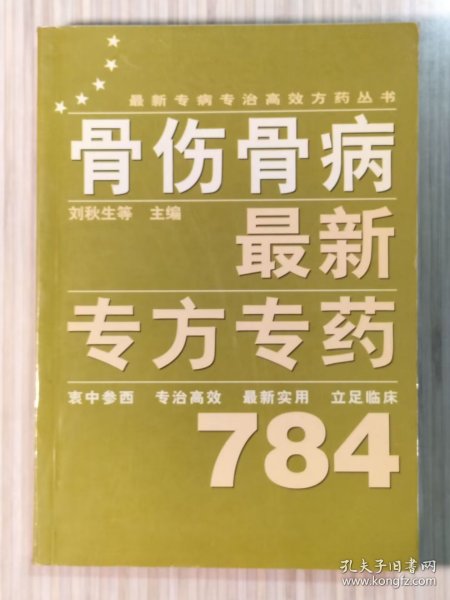 最新专病专治高效方药丛书
骨伤骨病
刘秋生等 主编
最新
专方专药
衷中参西 专治高效 最新实用 立足临床
784
孔夫子旧书网
www.kongfz.com